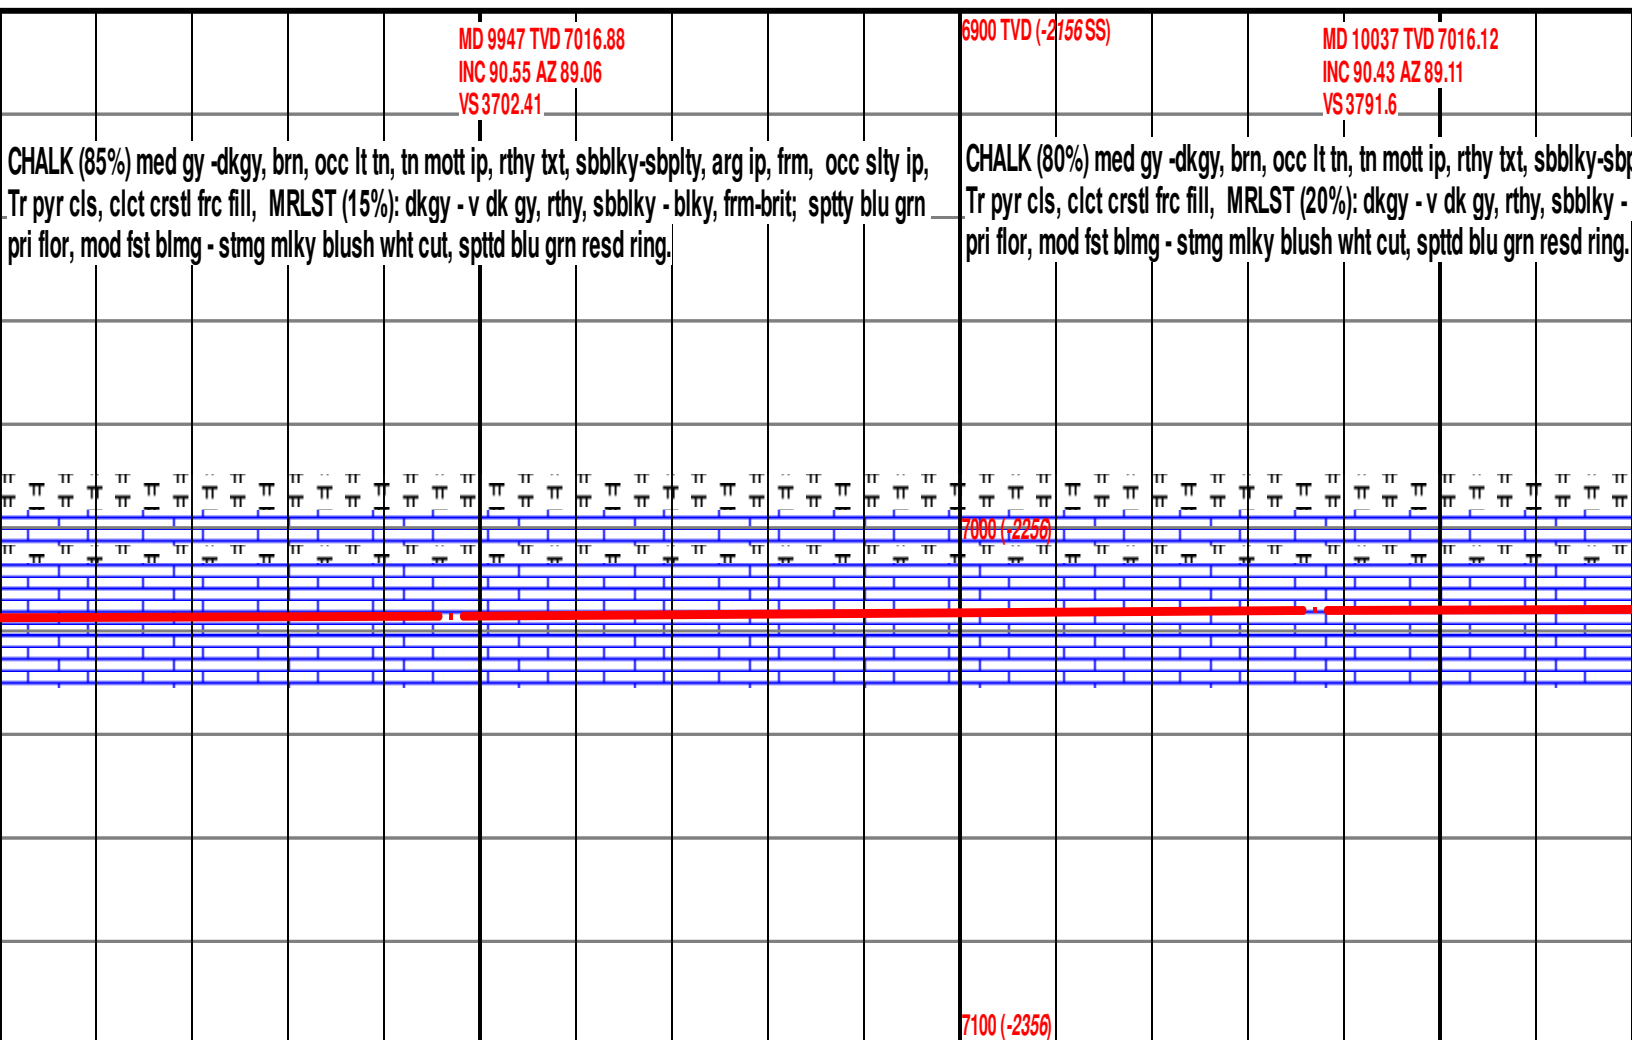 MD 9947 TVD 7016.88
INC 90.55 AZ 89.06
VS 3702.41
6900 TVD (-2156 SS)
MD 10037 TVD 7016.12
INC 90.43 AZ 89.11
VS 3791.6
CHALK (85%) med gy -dkgy, brn, occ lt tn, tn mott ip, rthy txt, sbblky-sbplty, arg ip, frm, occ slty ip,
Tr pyr cls, clct crstl frc fill, MRLST (15%): dkgy - v dk gy, rthy, sbblky - blky, frm-brit; sptty blu grn
pri flor, mod fst blmg - stmg mlky blush wht cut, spttd blu grn resd ring.
CHALK (80%) med gy -dkgy, brn, occ lt tn, tn mott ip, rthy txt, sbblky-sbp
Tr pyr cls, clct crstl frc fill, MRLST (20%): dkgy - v dk gy, rthy, sbblky -
pri flor, mod fst blmg - stmg mlky blush wht cut, spttd blu grn resd ring.
7000 (-2256)
7100 (-2356)